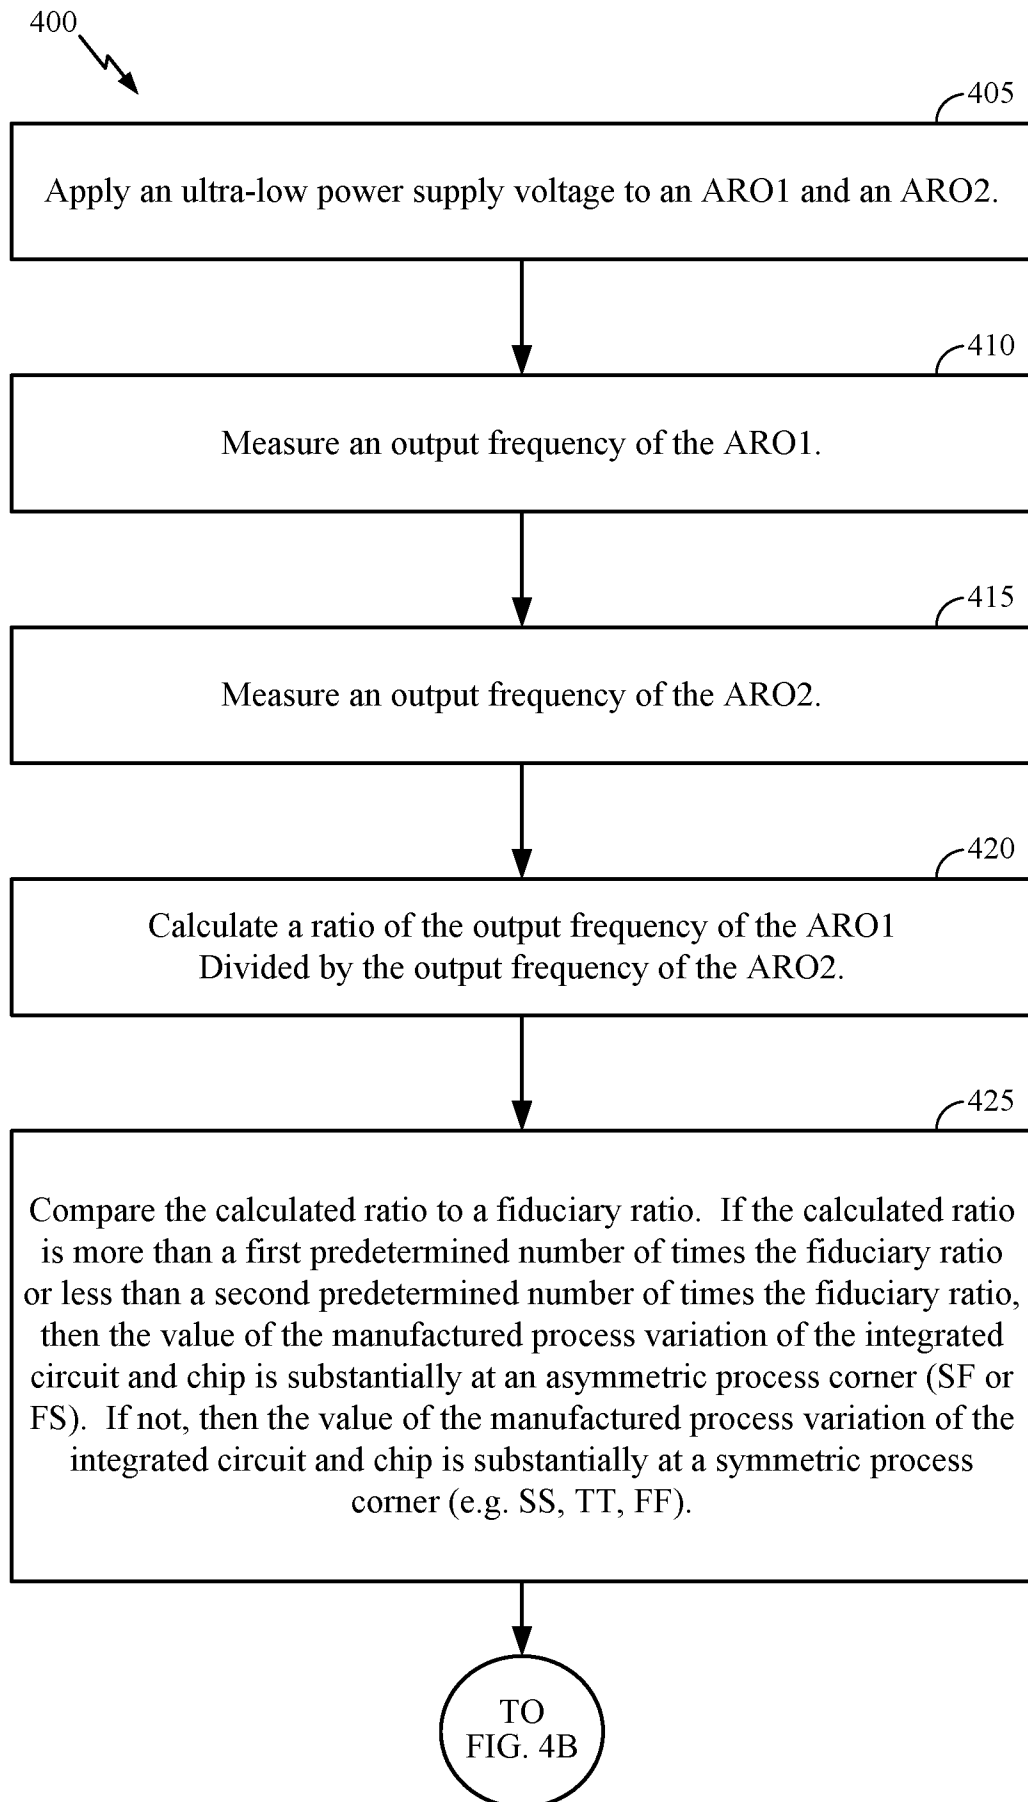 400
405
Apply an ultra-low power supply voltage to an ARO1 and an ARO2.
410
Measure an output frequency of the ARO1.
415
Measure an output frequency of the ARO2.
420
Calculate a ratio of the output frequency of the ARO1
Divided by the output frequency of the ARO2.
425
Compare the calculated ratio to a fiduciary ratio.  If the calculated ratio
is more than a first predetermined number of times the fiduciary ratio
or less than a second predetermined number of times the fiduciary ratio,
then the value of the manufactured process variation of the integrated
circuit and chip is substantially at an asymmetric process corner (SF or
FS).  If not, then the value of the manufactured process variation of the
integrated circuit and chip is substantially at a symmetric process
corner (e.g. SS, TT, FF).
TO
FIG. 4B